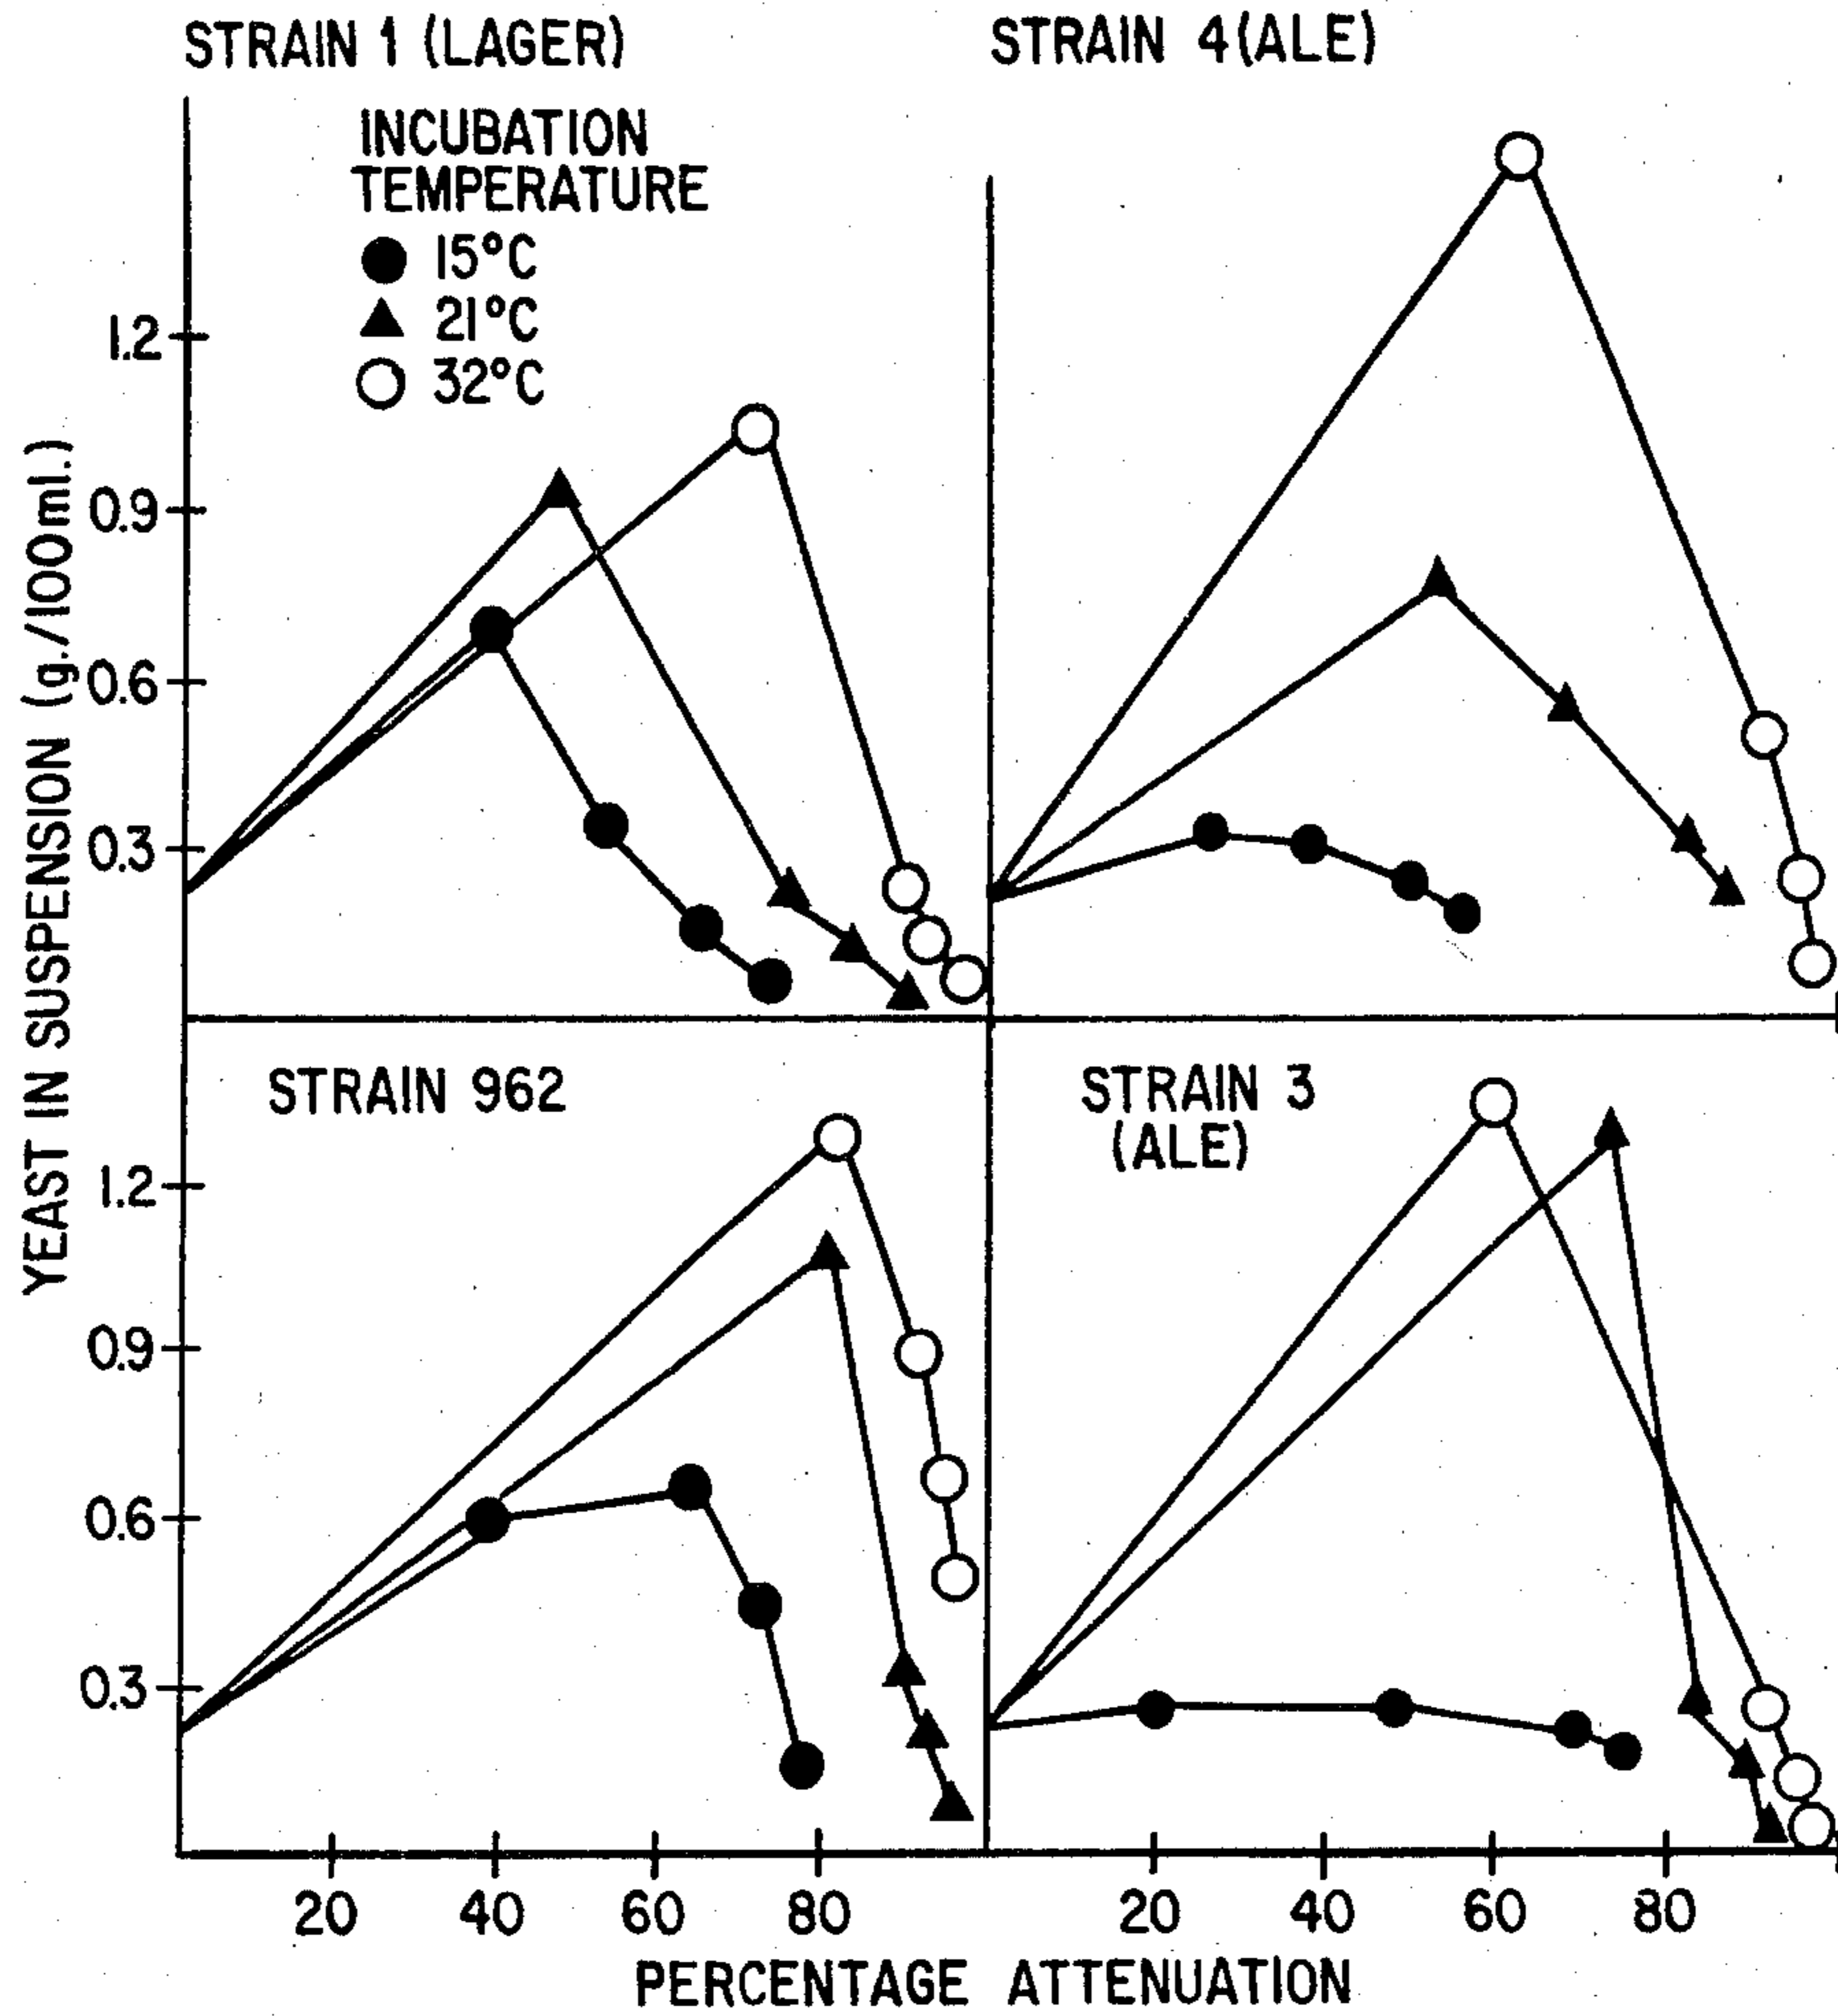 STRAIN 1 (LAGER)
STRAIN 4 (ALE)
INCUBATION
TEMPERATURE
15°C
21°C
32°C
1.2
0.9
0.6
0.3
YEAST IN SUSPENSION (g./100ml.)
STRAIN 962
STRAIN 3
(ALE)
1.2
0.9
0.6
0.3
20 40 60 80
20 40 60 80
PERCENTAGE ATTENUATION